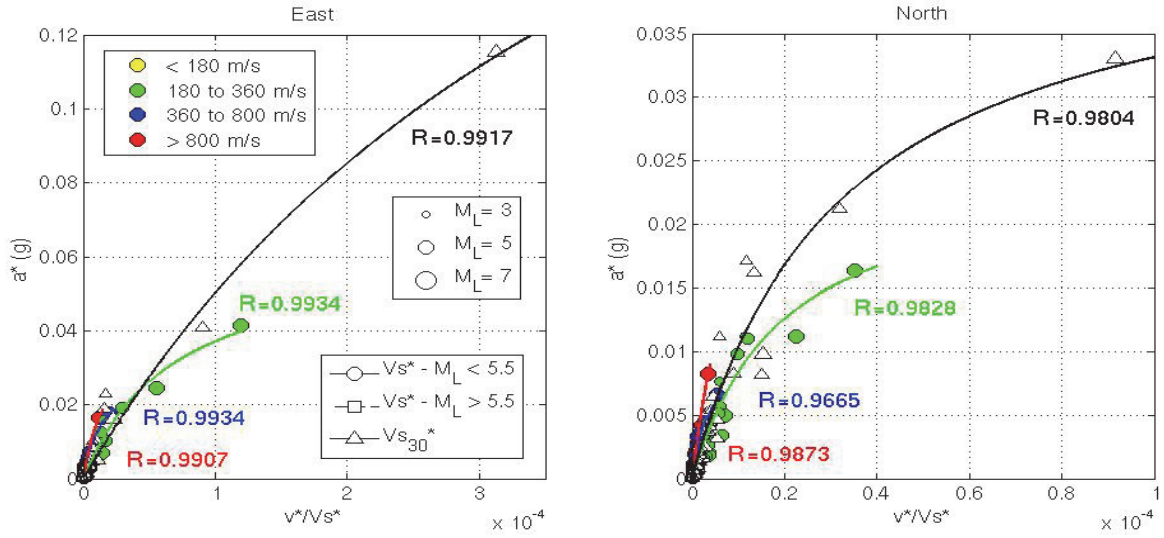 East
a* (g)
0.12
0.1
0.08
0.06
0.04
0.02
0
< 180 m/s
180 to 360 m/s
360 to 800 m/s
> 800 m/s
R=0.9917
M_L= 3
M_L= 5
M_L= 7
R=0.9934
Vs* - M_L < 5.5
Vs* - M_L > 5.5
Vs_30*
R=0.9934
R=0.9907
0 1 2 3
v*/Vs*
x 10^-4
North
a* (g)
0.035
0.03
0.025
0.02
0.015
0.01
0.005
0
R=0.9804
R=0.9828
R=0.9665
R=0.9873
0 0.2 0.4 0.6 0.8 1
v*/Vs*
x 10^-4